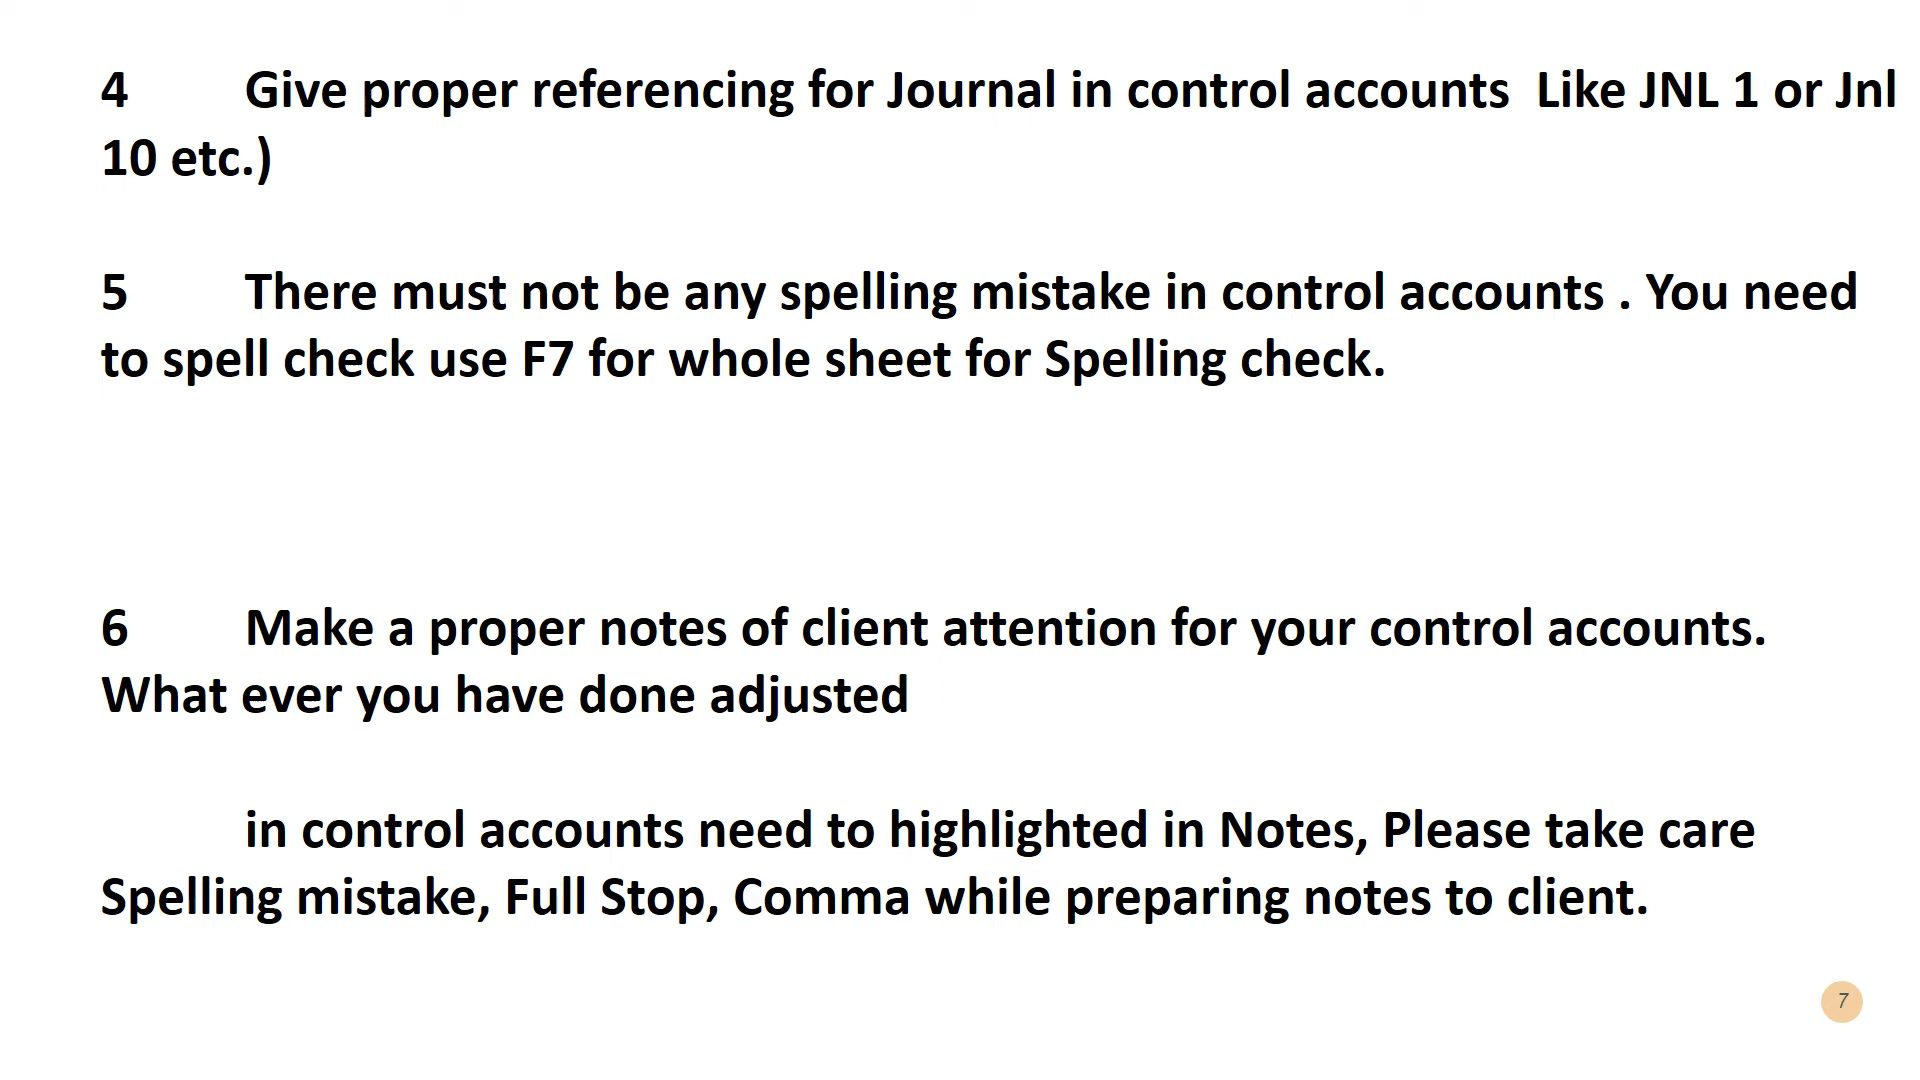 4 Give proper referencing for Journal in control accounts  Like JNL 1 or Jnl
10 etc.)
5 There must not be any spelling mistake in control accounts . You need
to spell check use F7 for whole sheet for Spelling check.
6 Make a proper notes of client attention for your control accounts.
What ever you have done adjusted
in control accounts need to highlighted in Notes, Please take care
Spelling mistake, Full Stop, Comma while preparing notes to client.
7